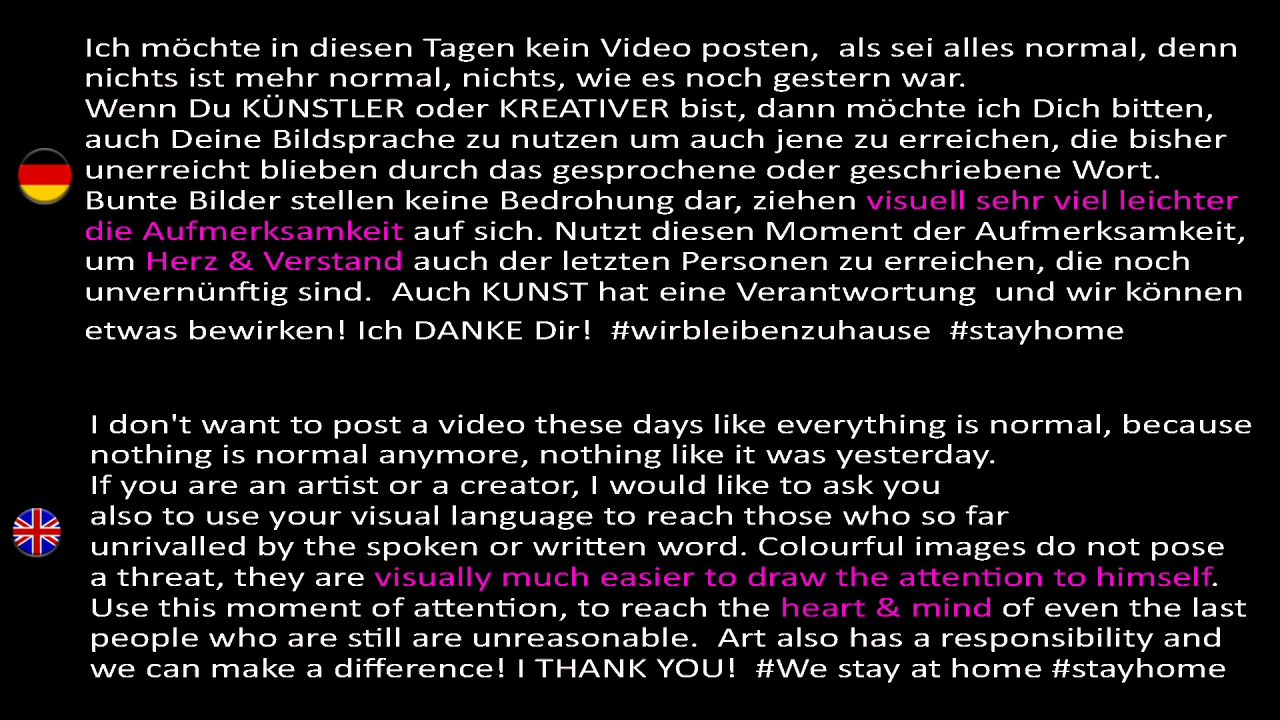 Ich möchte in diesen Tagen kein Video posten,  als sei alles normal, denn
nichts ist mehr normal, nichts, wie es noch gestern war.
Wenn Du KÜNSTLER oder KREATIVER bist, dann möchte ich Dich bitten,
auch Deine Bildsprache zu nutzen um auch jene zu erreichen, die bisher
unerreicht blieben durch das gesprochene oder geschriebene Wort.
Bunte Bilder stellen keine Bedrohung dar, ziehen visuell sehr viel leichter
die Aufmerksamkeit auf sich. Nutzt diesen Moment der Aufmerksamkeit,
um Herz & Verstand auch der letzten Personen zu erreichen, die noch
unvernünftig sind.  Auch KUNST hat eine Verantwortung  und wir können
etwas bewirken! Ich DANKE Dir!  #wirbleibenzuhause  #stayhome
I don't want to post a video these days like everything is normal, because
nothing is normal anymore, nothing like it was yesterday.
If you are an artist or a creator, I would like to ask you
also to use your visual language to reach those who so far
unrivalled by the spoken or written word. Colourful images do not pose
a threat, they are visually much easier to draw the attention to himself.
Use this moment of attention, to reach the heart & mind of even the last
people who are still are unreasonable.  Art also has a responsibility and
we can make a difference! I THANK YOU!  #We stay at home #stayhome